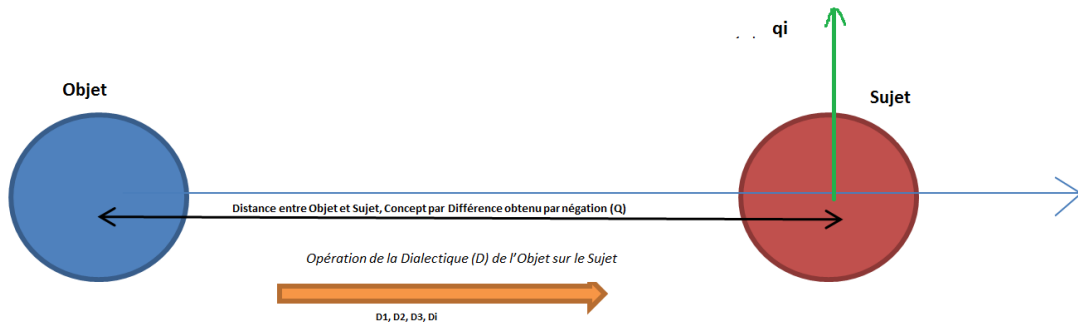 qi
Objet
Sujet
Distance entre Objet et Sujet, Concept par Différence obtenu par négation (Q)
Opération de la Dialectique (D) de l'Objet sur le Sujet
D1, D2, D3, Di